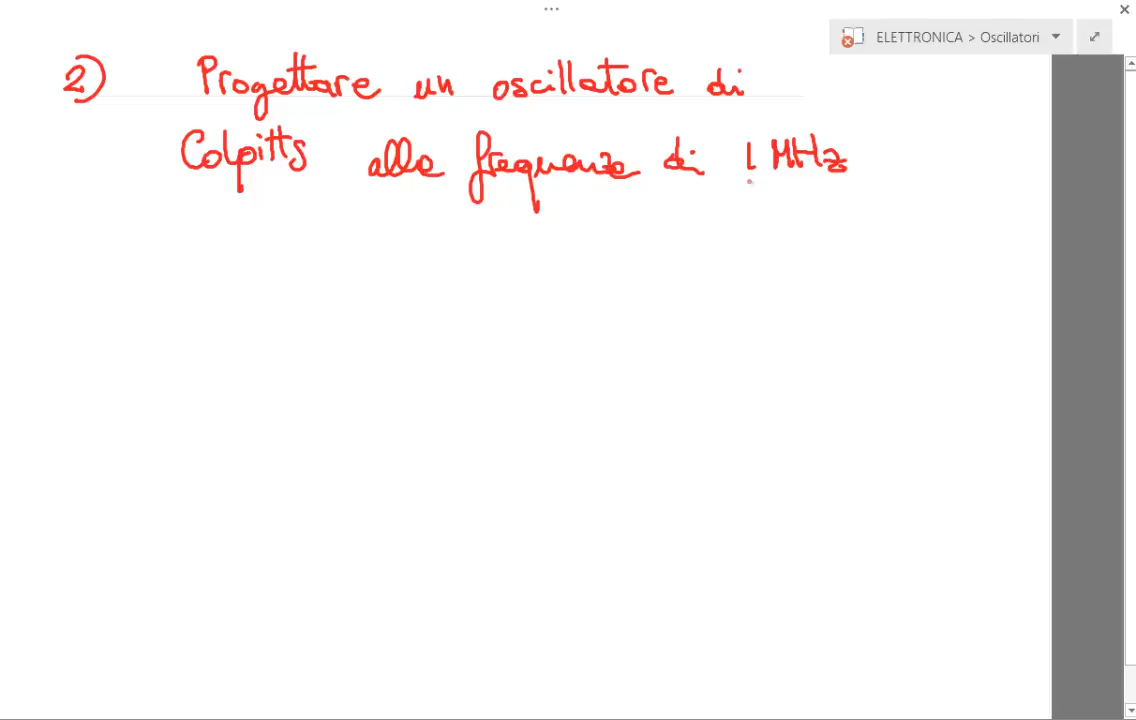 ELETTRONICA > Oscillatori
2) Progettare un oscillatore di
Colpitts alla frequenza di 1 MHz